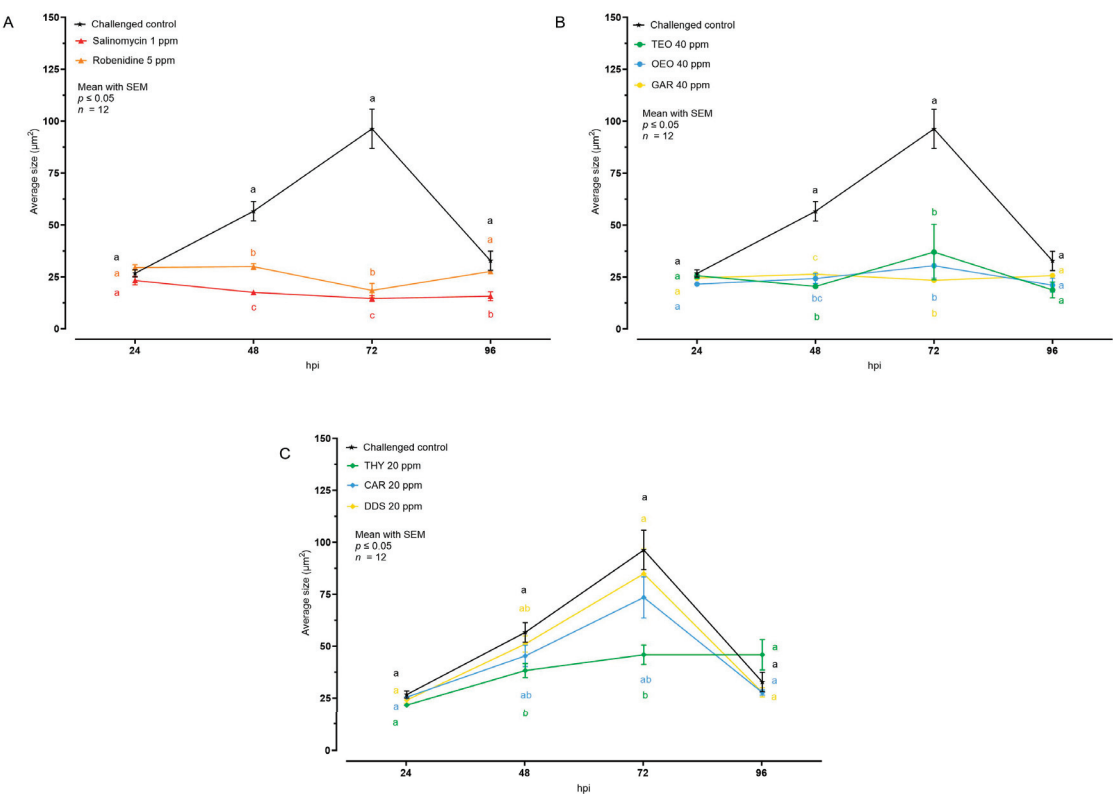 A
150
125
100
75
50
25
0
Average size (µm²)
Challenged control
Salinomycin 1 ppm
Robenidine 5 ppm
Mean with SEM
p ≤ 0.05
n = 12
a
a
a
a
b
c
a
b
c
a
a
b
24 48 72 96
hpi
B
150
125
100
75
50
25
0
Average size (µm²)
Challenged control
TEO 40 ppm
OEO 40 ppm
GAR 40 ppm
Mean with SEM
p ≤ 0.05
n = 12
a
a
a
a
a
c
bc
b
a
b
b
b
a
a
a
a
24 48 72 96
hpi
C
150
125
100
75
50
25
0
Average size (µm²)
Challenged control
THY 20 ppm
CAR 20 ppm
DDS 20 ppm
Mean with SEM
p ≤ 0.05
n = 12
a
a
a
a
a
ab
ab
b
a
a
ab
b
a
a
a
a
24 48 72 96
hpi